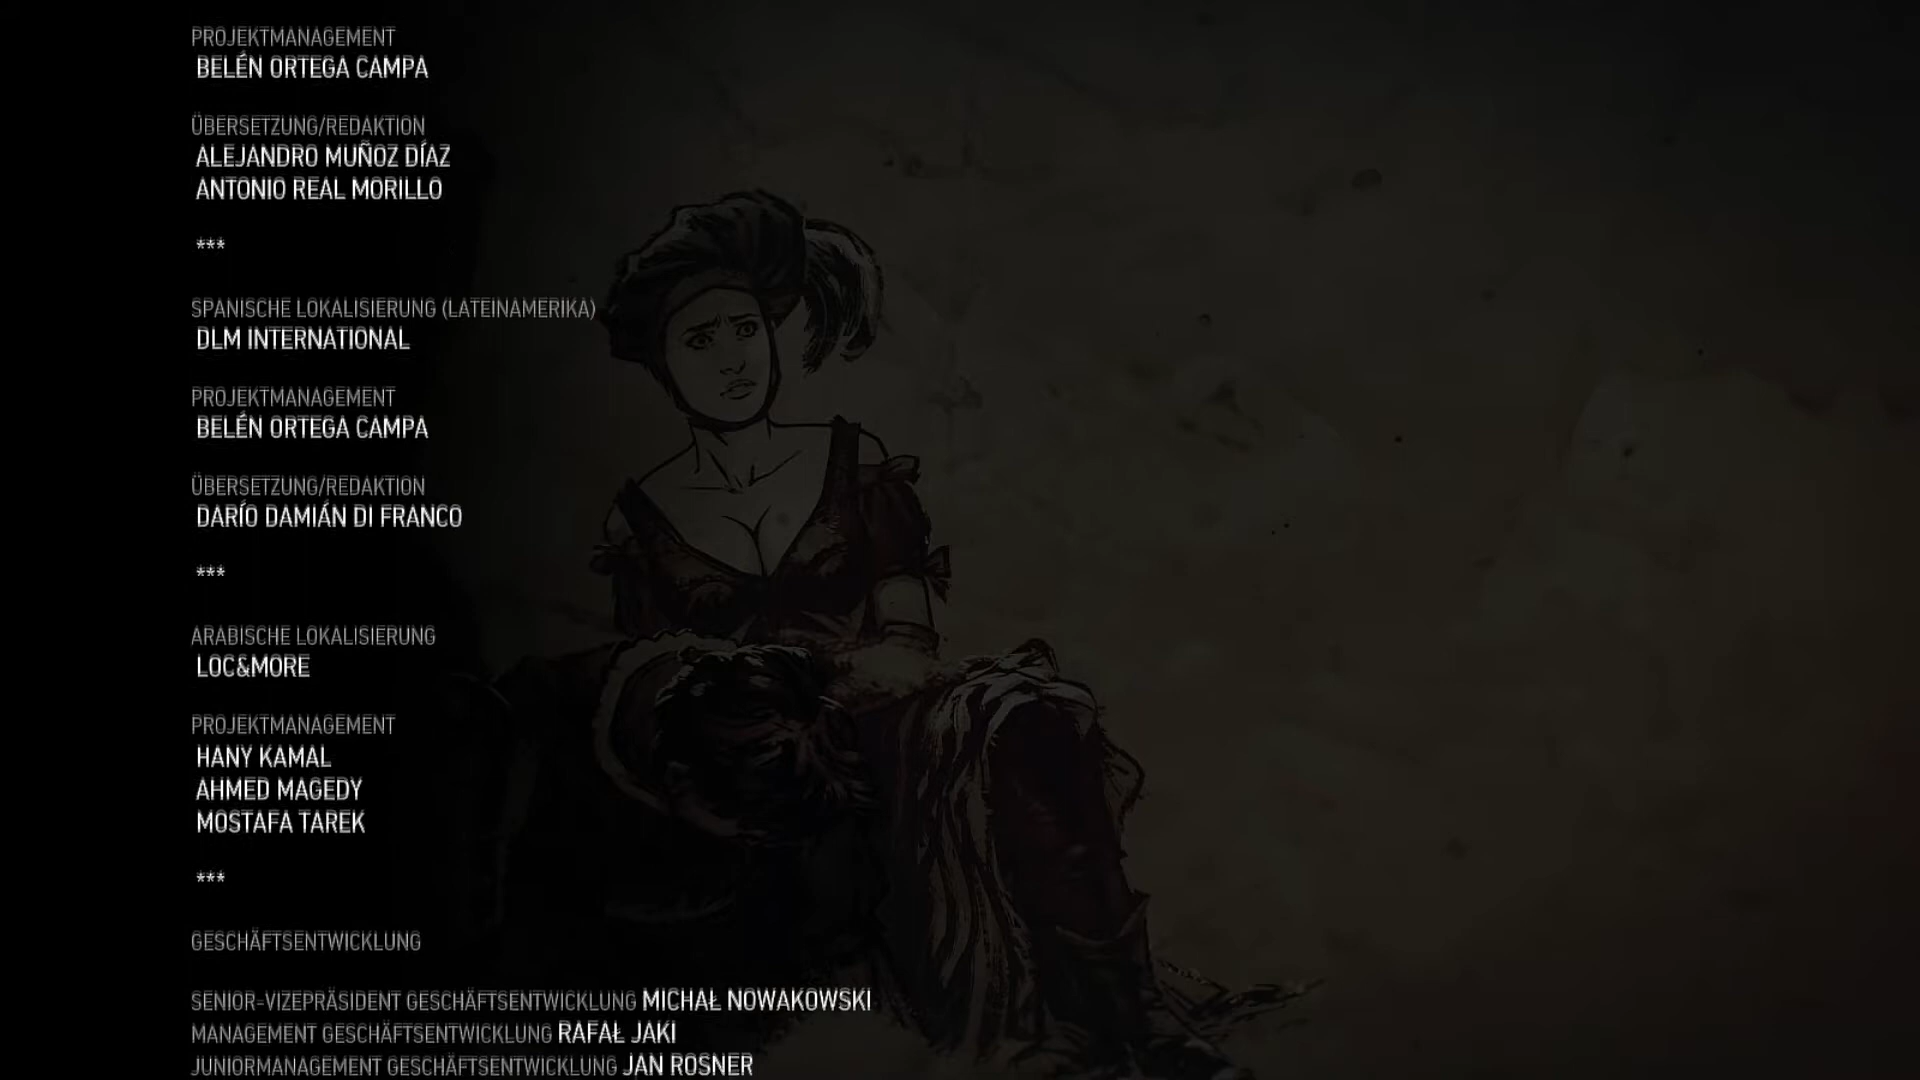 PROJEKTMANAGEMENT
BELÉN ORTEGA CAMPA
ÜBERSETZUNG/REDAKTION
ALEJANDRO MUÑOZ DÍAZ
ANTONIO REAL MORILLO
***
SPANISCHE LOKALISIERUNG (LATEINAMERIKA)
DLM INTERNATIONAL
PROJEKTMANAGEMENT
BELÉN ORTEGA CAMPA
ÜBERSETZUNG/REDAKTION
DARÍO DAMIÁN DI FRANCO
***
ARABISCHE LOKALISIERUNG
LOC&MORE
PROJEKTMANAGEMENT
HANY KAMAL
AHMED MAGEDY
MOSTAFA TAREK
***
GESCHÄFTSENTWICKLUNG
SENIOR-VIZEPRÄSIDENT GESCHÄFTSENTWICKLUNG MICHAŁ NOWAKOWSKI
MANAGEMENT GESCHÄFTSENTWICKLUNG RAFAŁ JAKI
JUNIORMANAGEMENT GESCHÄFTSENTWICKLUNG JAN ROSNER